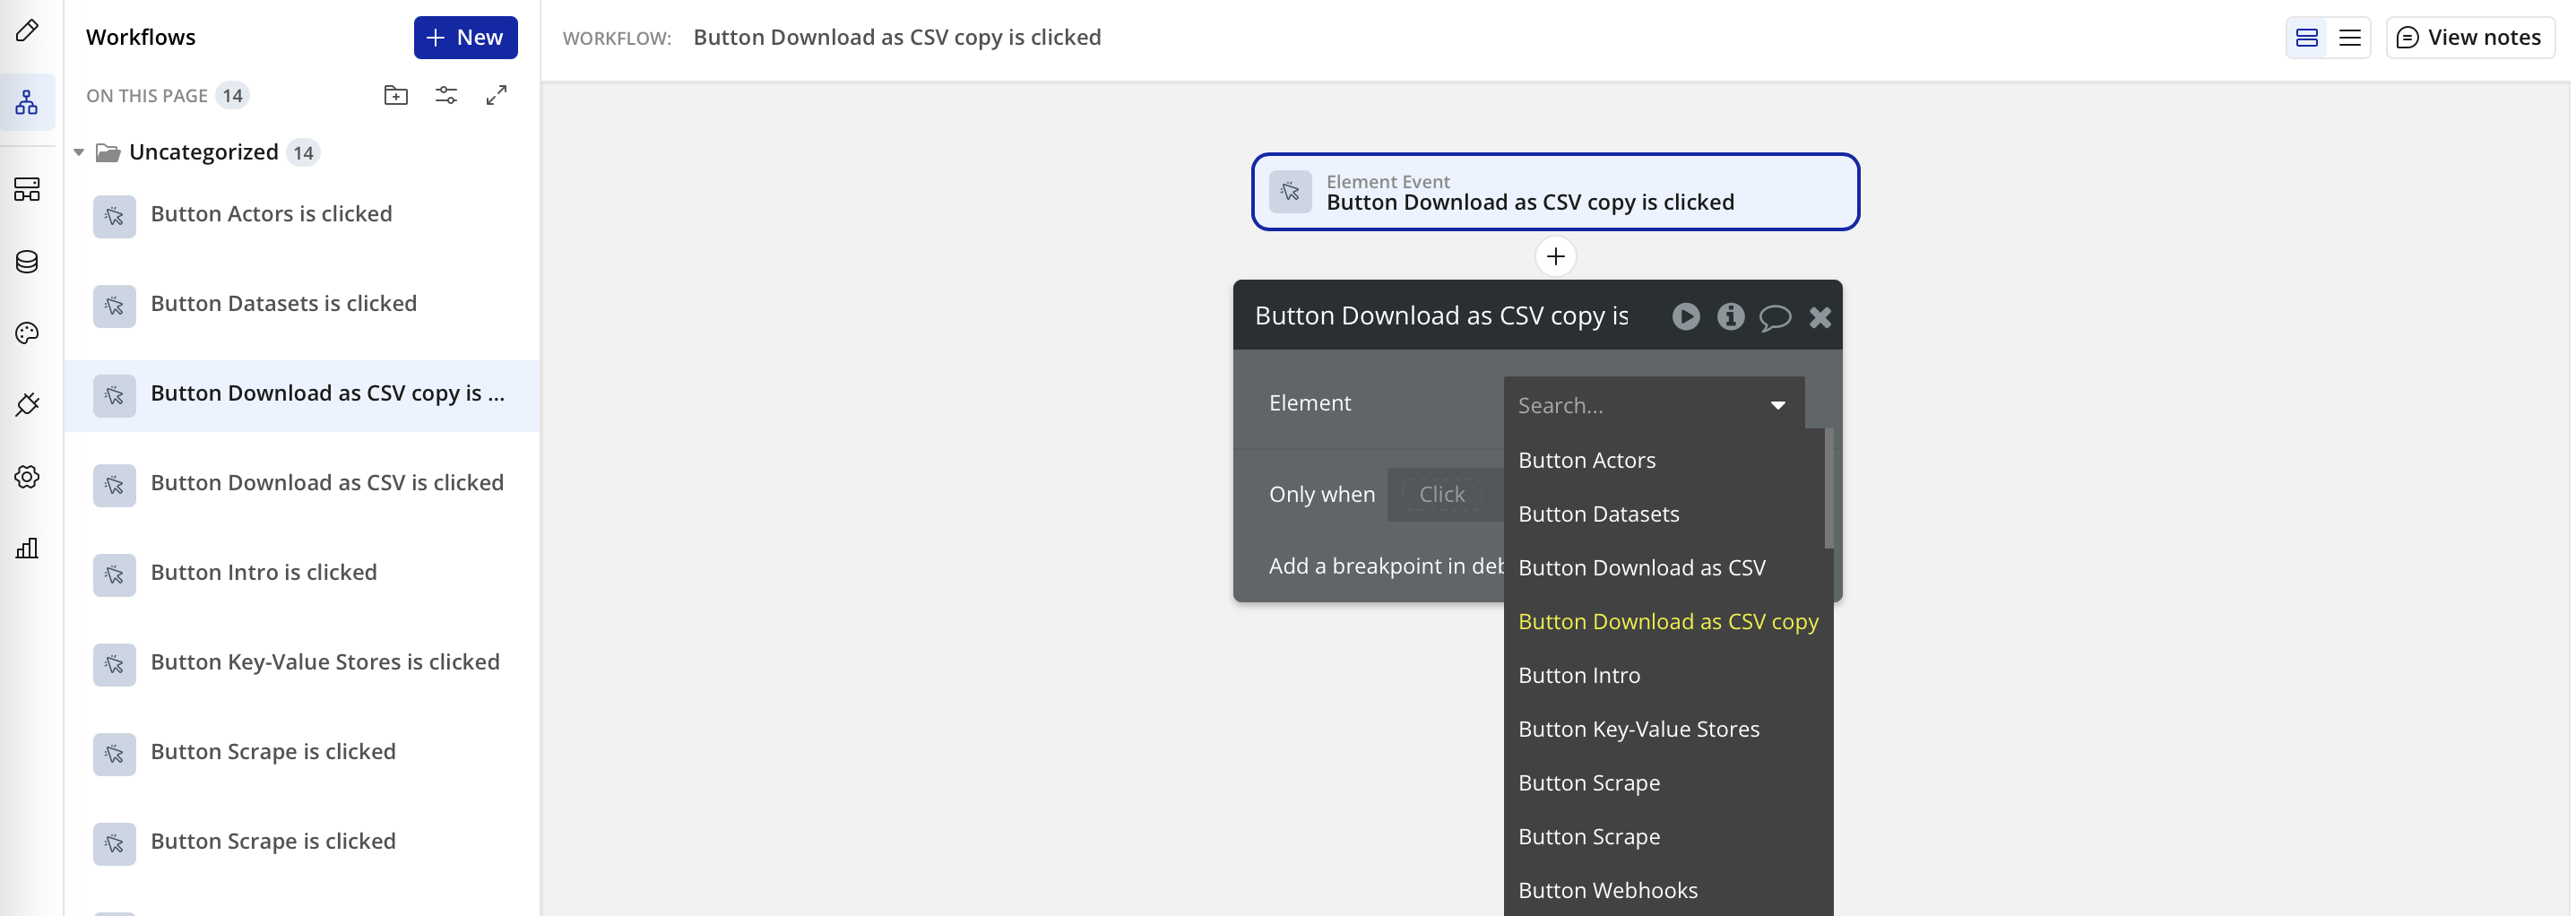 Workflows
New
ON THIS PAGE 14
Uncategorized 14
Button Actors is clicked
Button Datasets is clicked
Button Download as CSV copy is ...
Button Download as CSV is clicked
Button Intro is clicked
Button Key-Value Stores is clicked
Button Scrape is clicked
Button Scrape is clicked
WORKFLOW: Button Download as CSV copy is clicked
View notes
Element Event
Button Download as CSV copy is clicked
Button Download as CSV copy is
Element
Search...
Only when Click
Add a breakpoint in deb
Button Actors
Button Datasets
Button Download as CSV
Button Download as CSV copy
Button Intro
Button Key-Value Stores
Button Scrape
Button Scrape
Button Webhooks